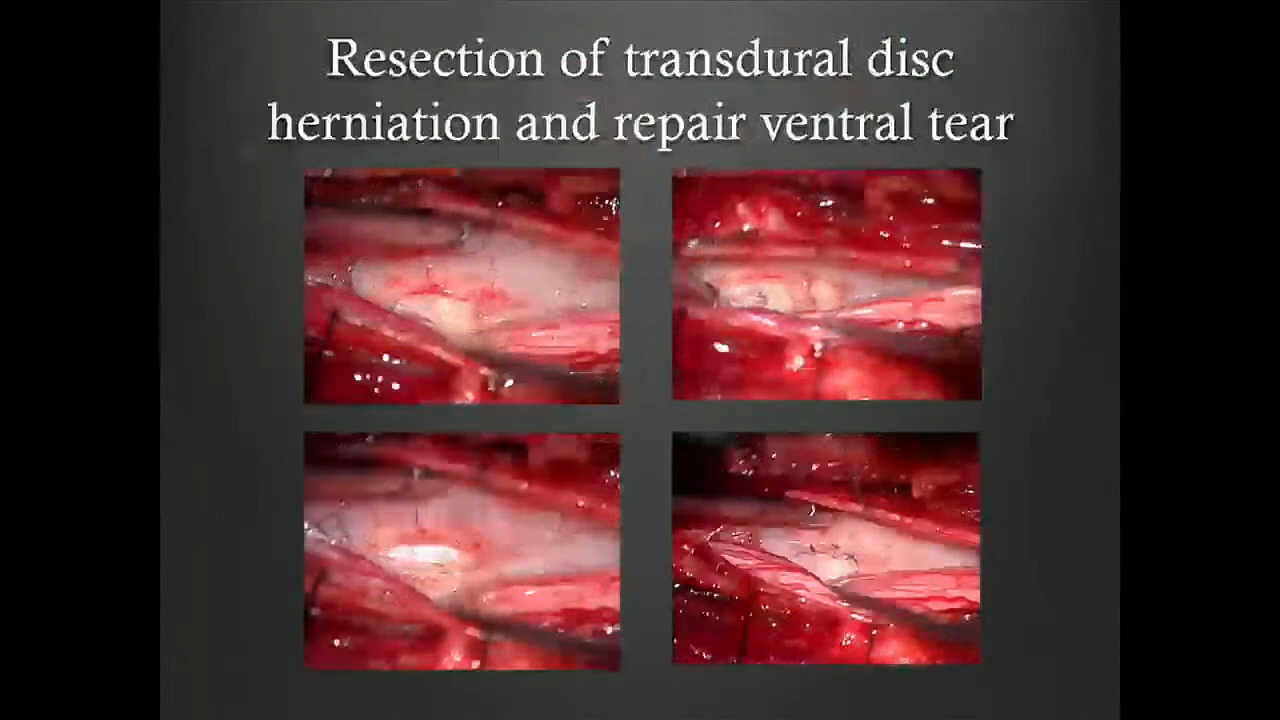 Resection of transdural disc
herniation and repair ventral tear